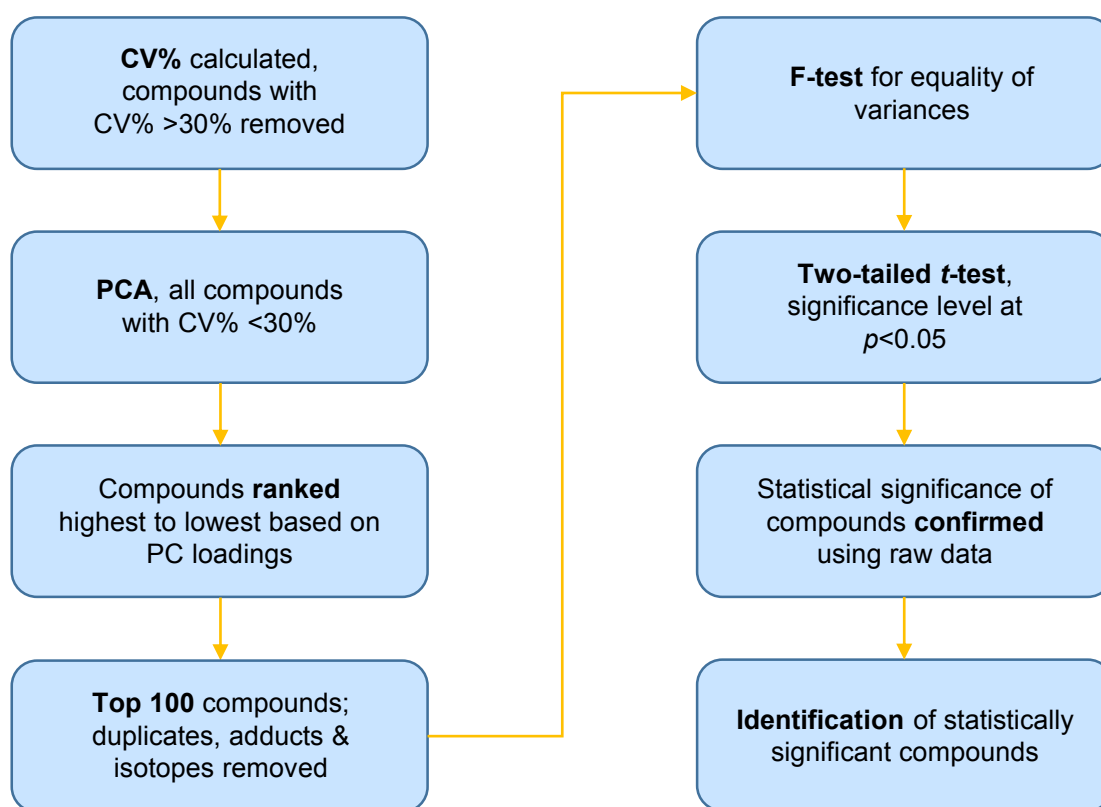 CV% calculated,
compounds with
CV% >30% removed
PCA, all compounds
with CV% <30%
Compounds ranked
highest to lowest based on
PC loadings
Top 100 compounds;
duplicates, adducts &
isotopes removed
F-test for equality of
variances
Two-tailed t-test,
significance level at
p<0.05
Statistical significance of
compounds confirmed
using raw data
Identification of statistically
significant compounds